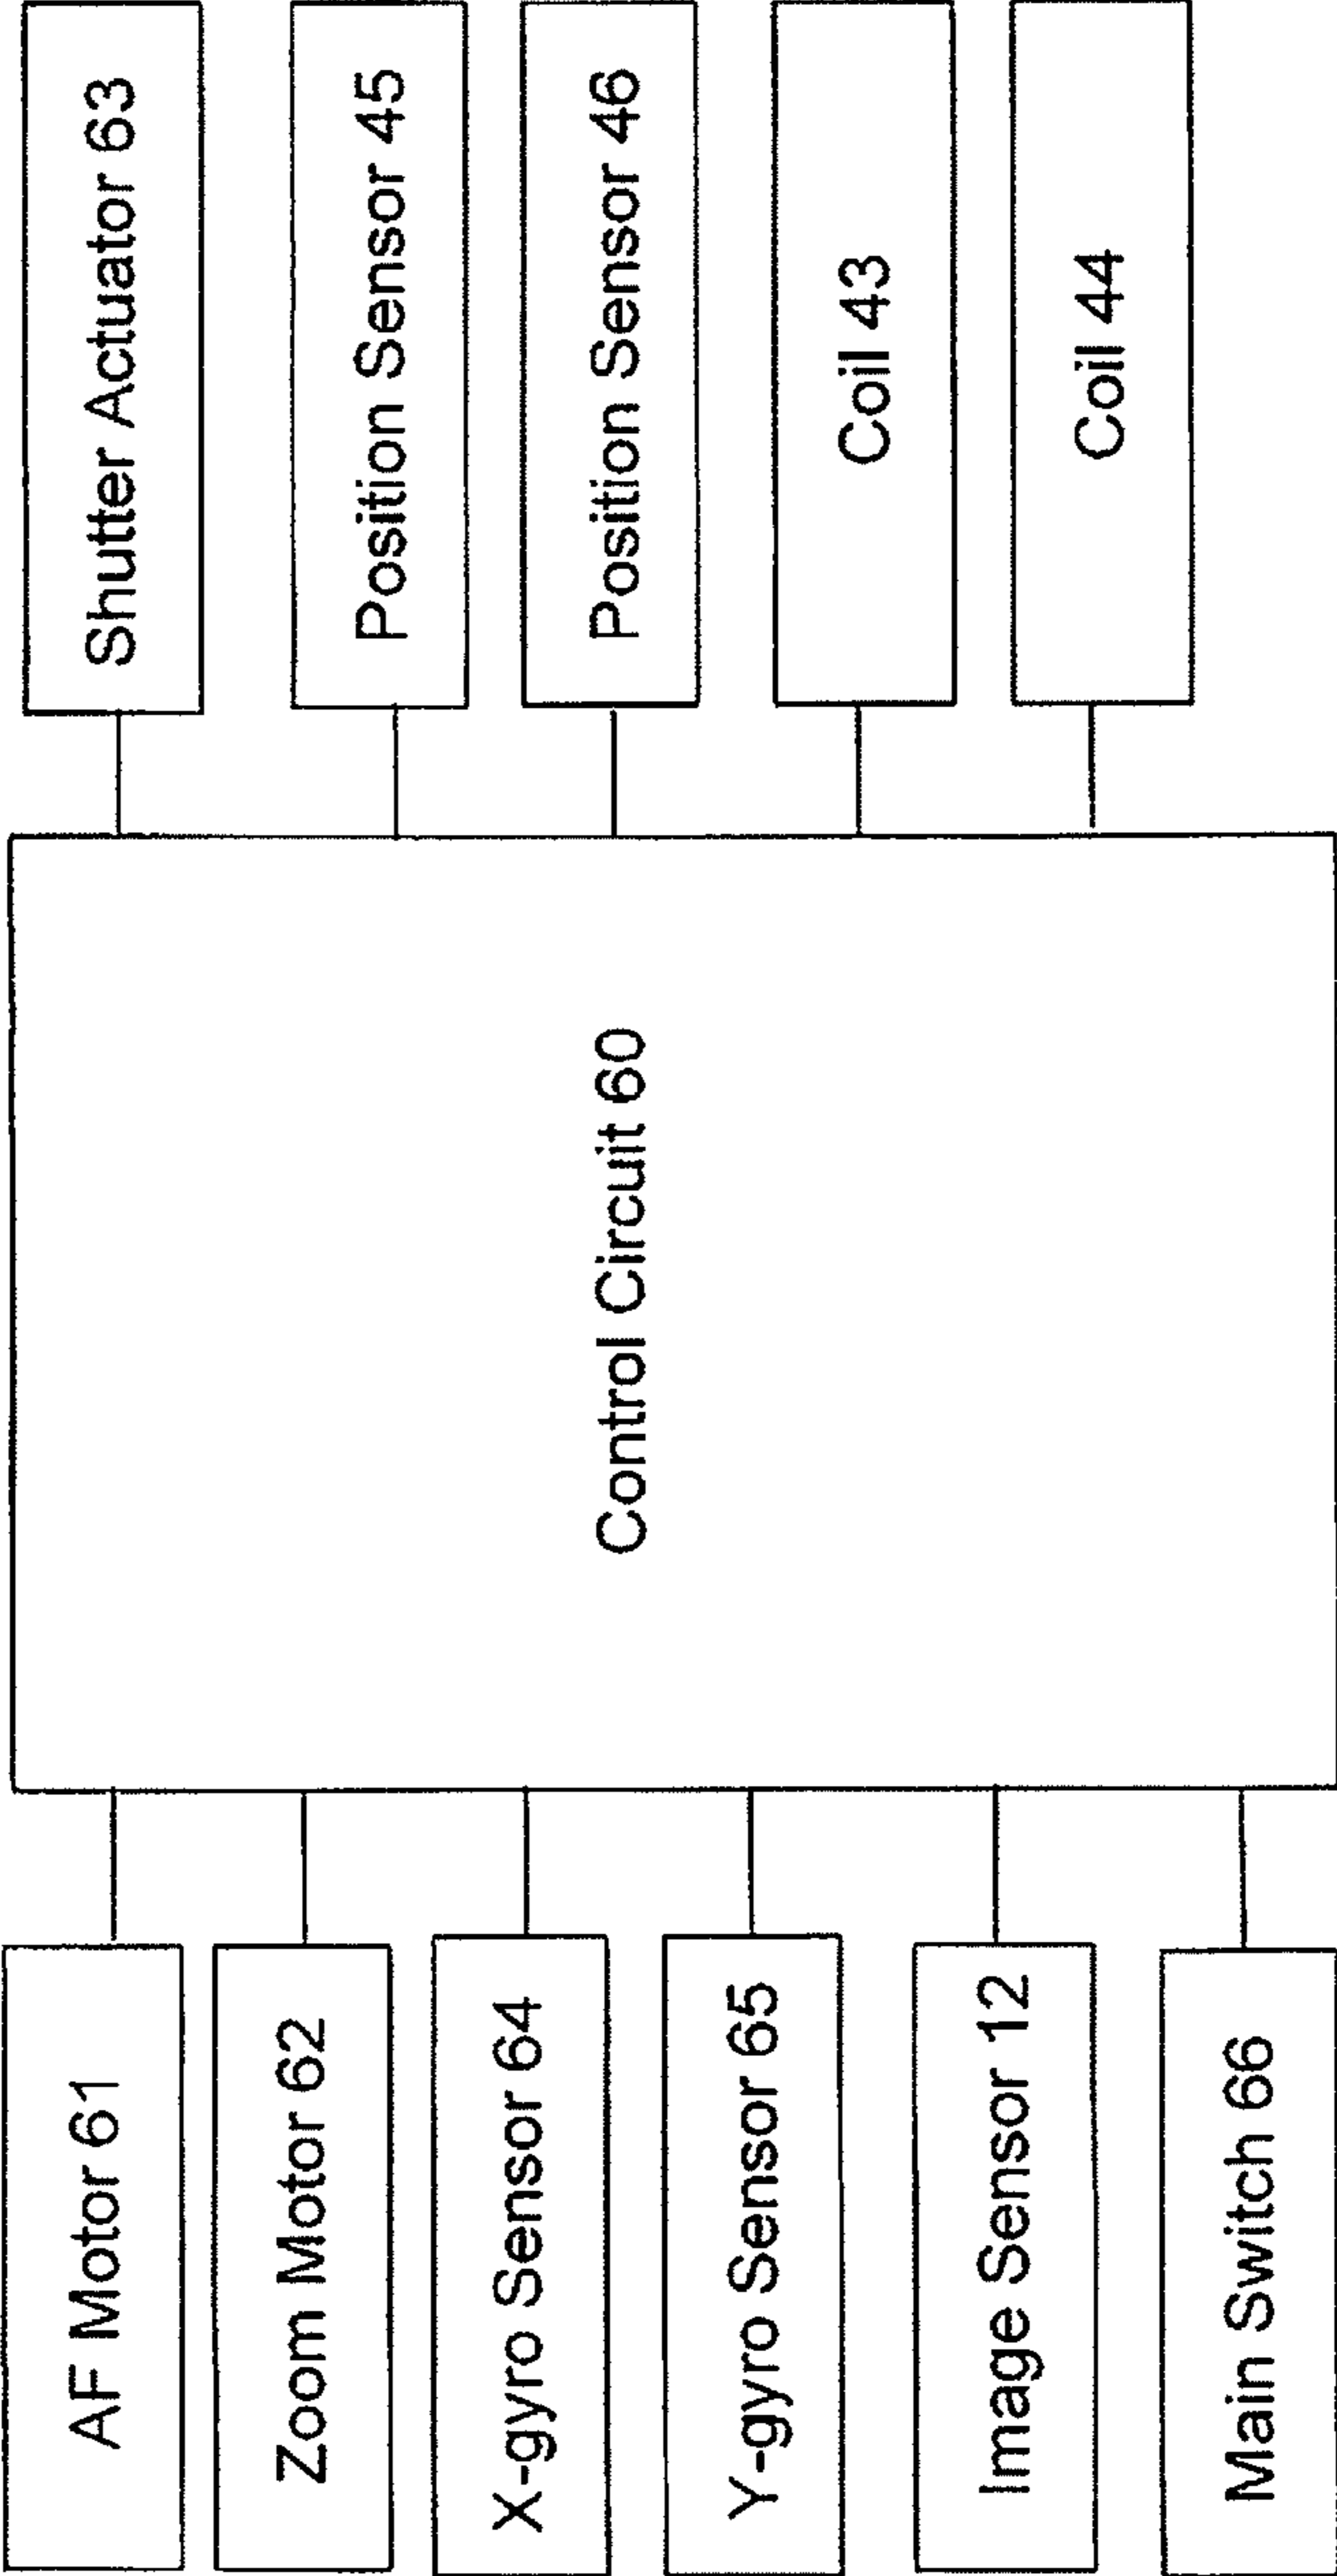 AF Motor 61
Zoom Motor 62
X-gyro Sensor 64
Y-gyro Sensor 65
Image Sensor 12
Main Switch 66
Control Circuit 60
Shutter Actuator 63
Position Sensor 45
Position Sensor 46
Coil 43
Coil 44